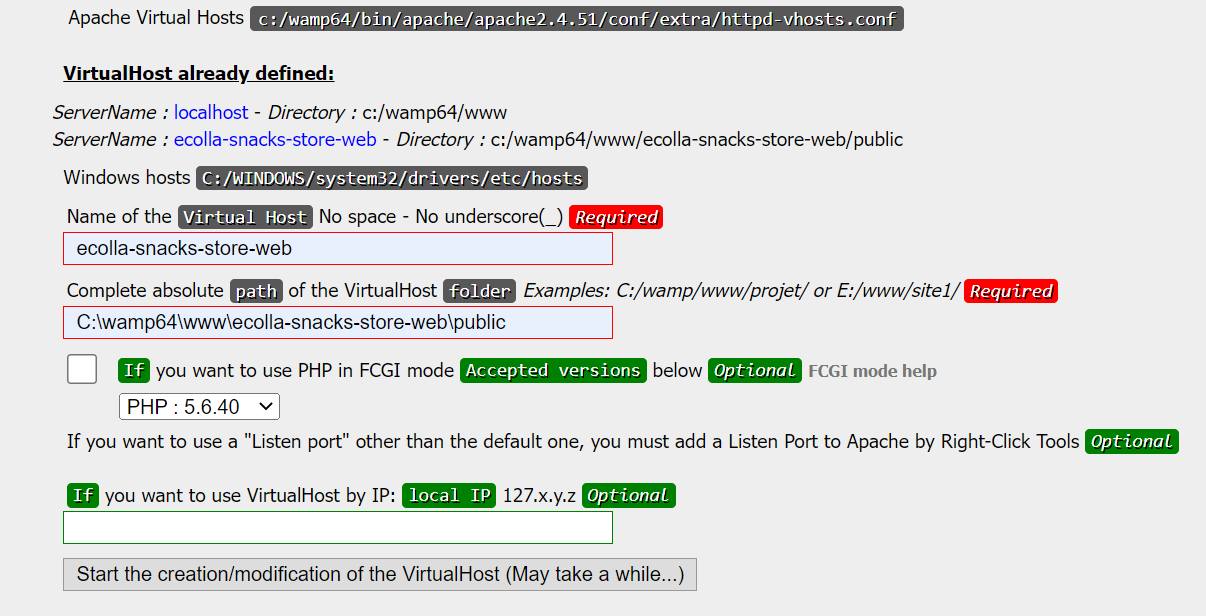 Apache Virtual Hosts c:/wamp64/bin/apache/apache2.4.51/conf/extra/httpd-vhosts.conf
VirtualHost already defined:
ServerName : localhost - Directory : c:/wamp64/www
ServerName : ecolla-snacks-store-web - Directory : c:/wamp64/www/ecolla-snacks-store-web/public
Windows hosts C:/WINDOWS/system32/drivers/etc/hosts
Name of the Virtual Host No space - No underscore(_) Required
ecolla-snacks-store-web
Complete absolute path of the VirtualHost folder Examples: C:/wamp/www/projet/ or E:/www/site1/ Required
C:\wamp64\www\ecolla-snacks-store-web\public
If you want to use PHP in FCGI mode Accepted versions below Optional FCGI mode help
PHP : 5.6.40
If you want to use a "Listen port" other than the default one, you must add a Listen Port to Apache by Right-Click Tools Optional
If you want to use VirtualHost by IP: local IP 127.x.y.z Optional
Start the creation/modification of the VirtualHost (May take a while...)